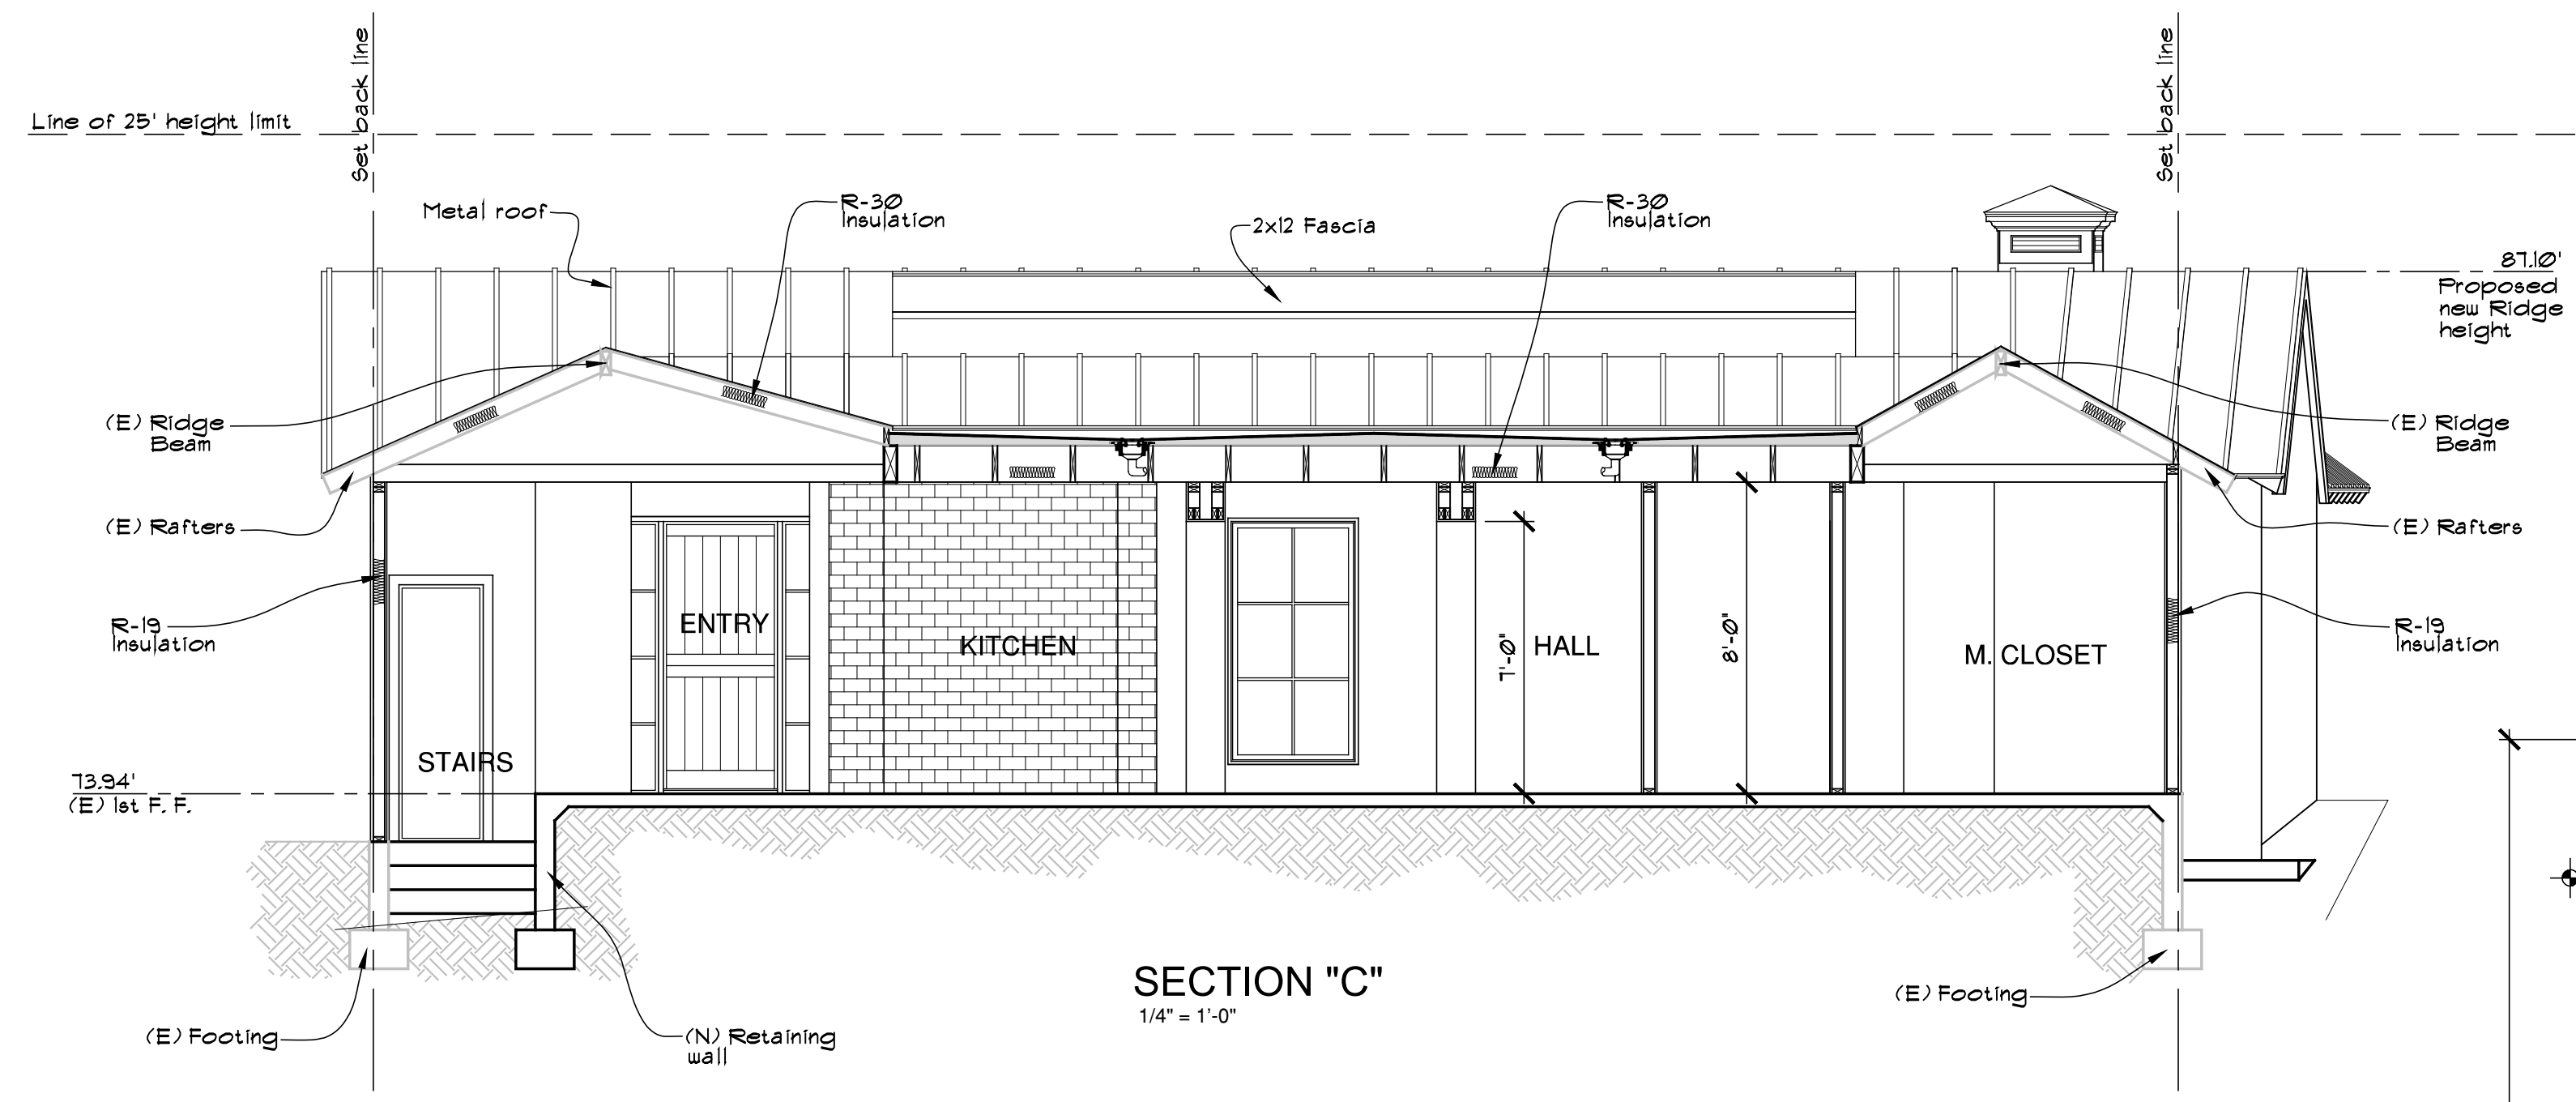 Set back line
Set back line
Line of 25' height limit
Metal roof
R-30
Insulation
2x12 Fascia
R-30
Insulation
87.10'
Proposed
new Ridge
height
(E) Ridge
Beam
(E) Ridge
Beam
(E) Rafters
(E) Rafters
R-19
Insulation
ENTRY
KITCHEN
7'-0"
HALL
8'-0"
M. CLOSET
R-19
Insulation
STAIRS
73.94'
(E) 1st F. F.
SECTION "C"
1/4" = 1'-0"
(E) Footing
(E) Footing
(N) Retaining
wall